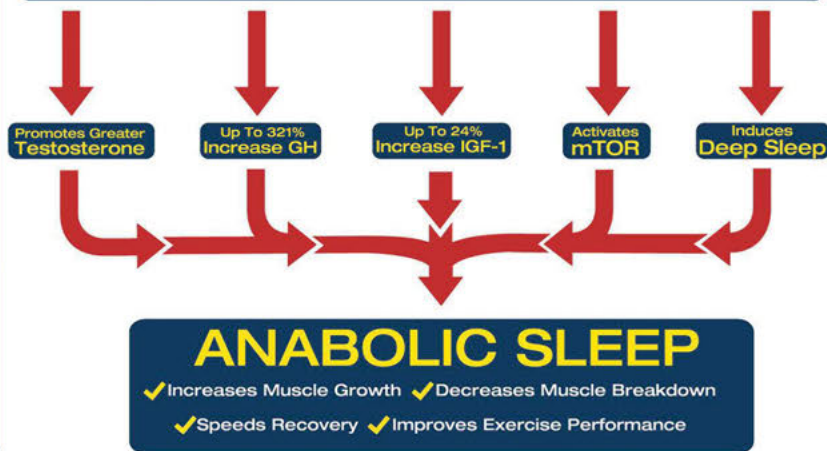 Promotes Greater
Testosterone
Up To 321%
Increase GH
Up To 24%
Increase IGF-1
Activates
mTOR
Induces
Deep Sleep
ANABOLIC SLEEP
Increases Muscle Growth Decreases Muscle Breakdown
Speeds Recovery Improves Exercise Performance